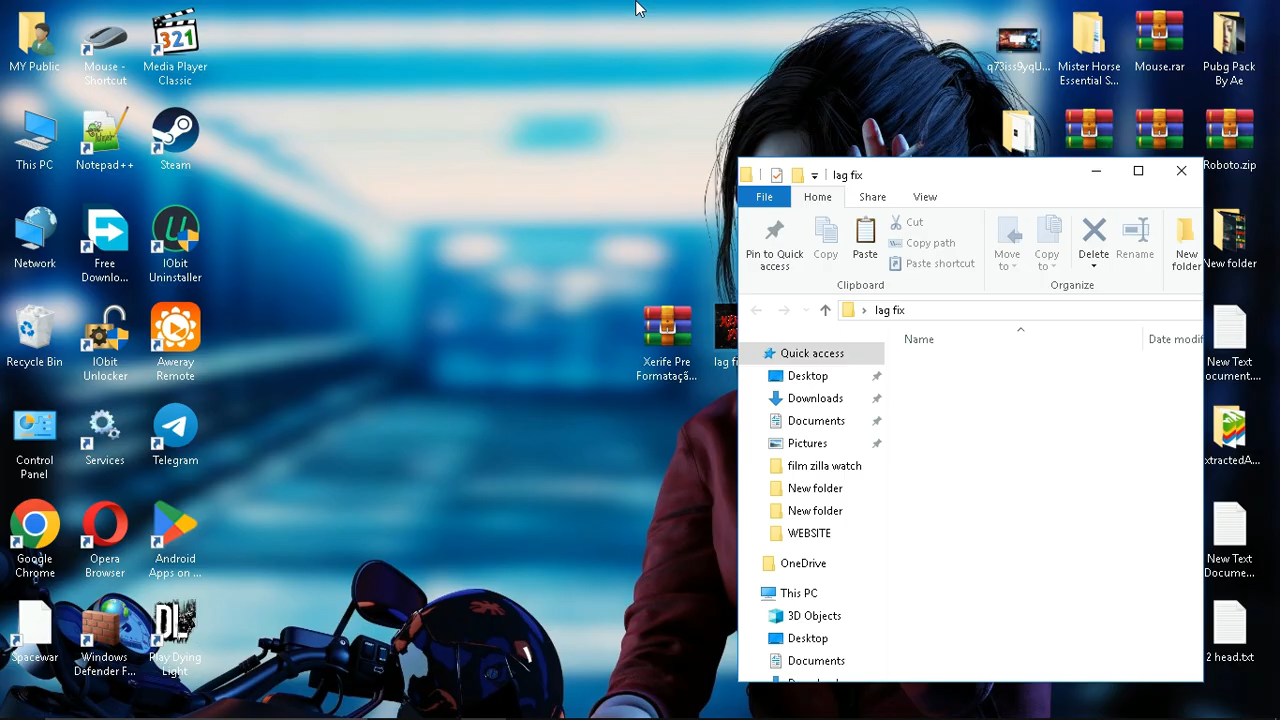 MY Public
Mouse -
Shortcut
Media Player
Classic
321
This PC
Notepad++
Steam
Network
Free
Downlo...
IObit
Uninstaller
Recycle Bin
IObit
Unlocker
Aweray
Remote
Control
Panel
Services
Telegram
Google
Chrome
Opera
Browser
Android
Apps on ...
Spacewar
Windows
Defender F...
DL
Play Dying
Light
Xerife Pre
Formataçã...
lag fi
q73iss9yqU...
Mister Horse
Essential S...
Mouse.rar
Pubg Pack
By Ae
Roboto.zip
New folder
New Text
Document....
xtractedA...
New Text
Docume...
2 head.txt
lag fix
File
Home
Share
View
Pin to Quick
access
Copy
Paste
Cut
Copy path
Paste shortcut
Clipboard
Move
to
Copy
to
Delete
Rename
New
folder
Organize
lag fix
Name
Date modif
Quick access
Desktop
Downloads
Documents
Pictures
film zilla watch
New folder
New folder
WEBSITE
OneDrive
This PC
3D Objects
Desktop
Documents